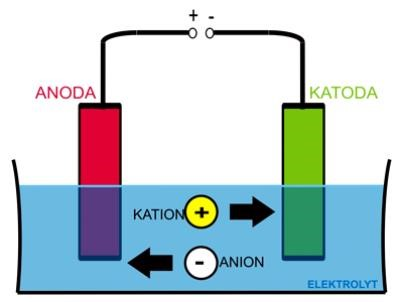 + -
ANODA
KATODA
KATION +
- ANION
ELEKTROLYT